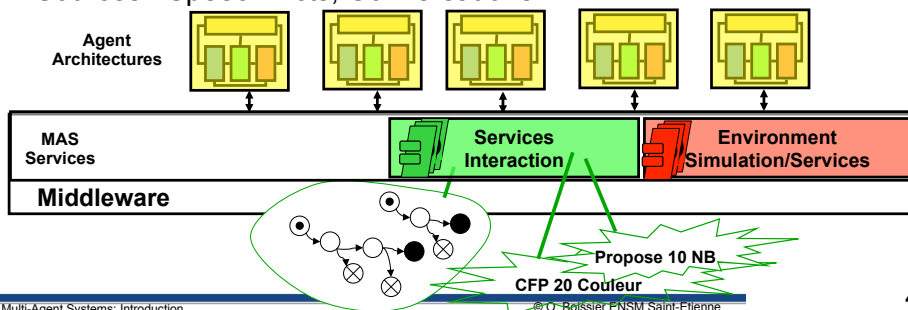 Agent
Architectures
MAS
Services
Services
Interaction
Environment
Simulation/Services
Middleware
Propose 10 NB
CFP 20 Couleur
Multi-Agent Systems: Introduction
© O. Boissier ENSM Saint-Etienne